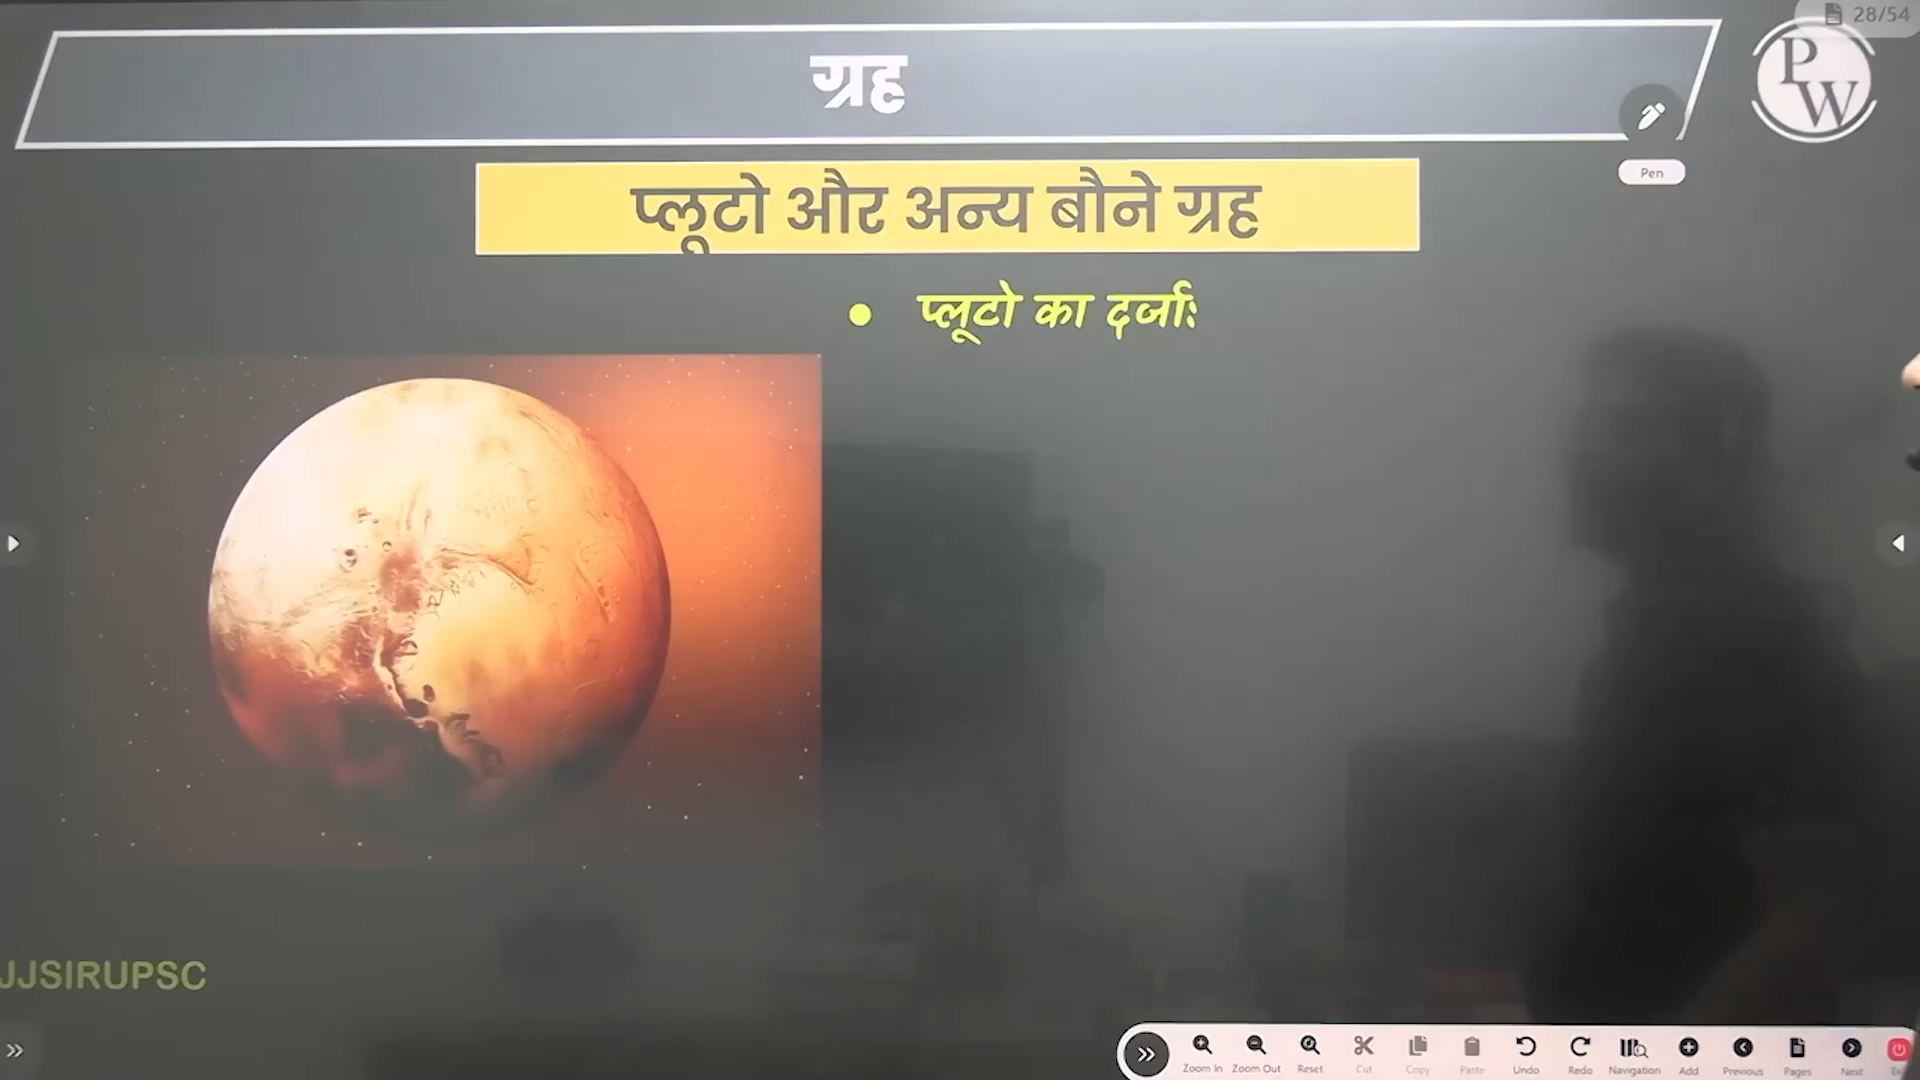 28/54
ग्रह
PW
Pen
प्लूटो और अन्य बौने ग्रह
• प्लूटो का दर्जाः
JJSIRUPSC
Zoom In Zoom Out Reset Cut Copy Paste Undo Redo Navigation Add Previous Pages Next